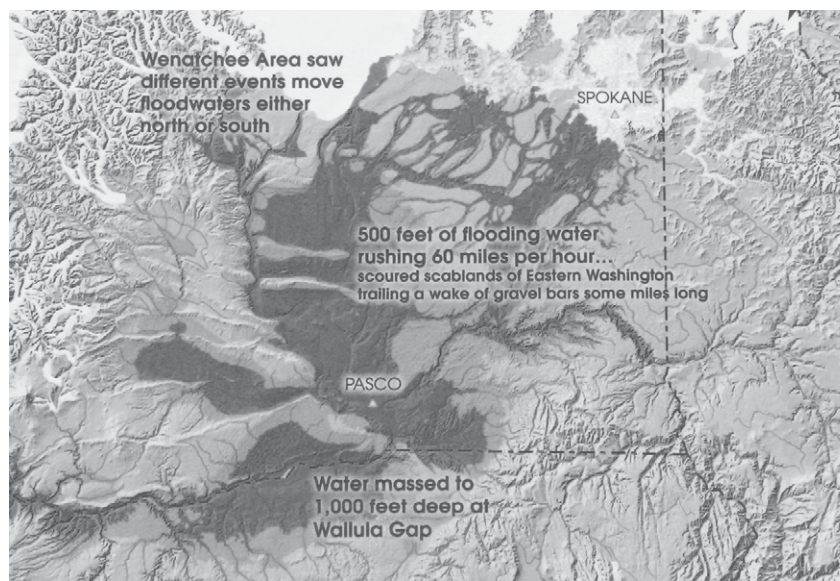 Wenatchee Area saw
different events move
floodwaters either
north or south
SPOKANE
500 feet of flooding water
rushing 60 miles per hour...
scoured scablands of Eastern Washington
trailing a wake of gravel bars some miles long
PASCO
Water massed to
1,000 feet deep at
Wallula Gap